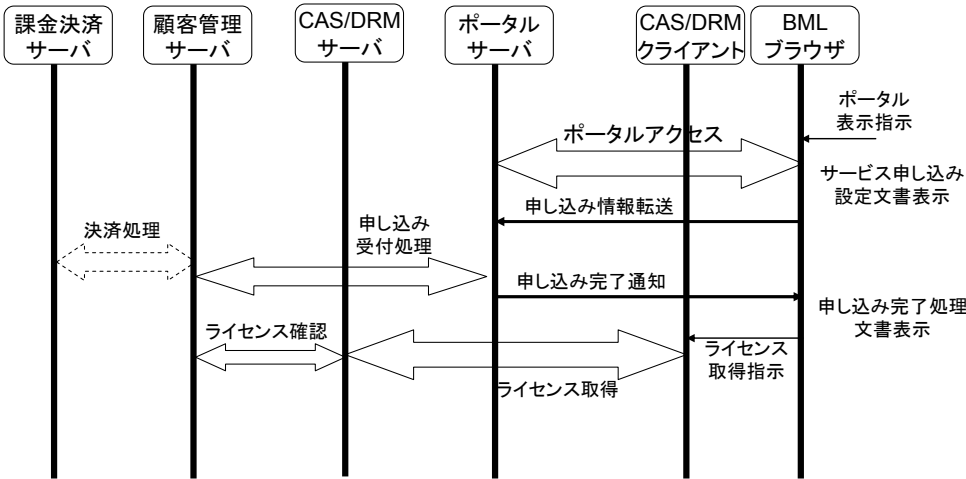 課金決済
サーバ
顧客管理
サーバ
CAS/DRM
サーバ
ポータル
サーバ
CAS/DRM
クライアント
BML
ブラウザ
ポータル
表示指示
ポータルアクセス
サービス申し込み
設定文書表示
申し込み情報転送
決済処理
申し込み
受付処理
申し込み完了通知
申し込み完了処理
文書表示
ライセンス確認
ライセンス
取得指示
ライセンス取得